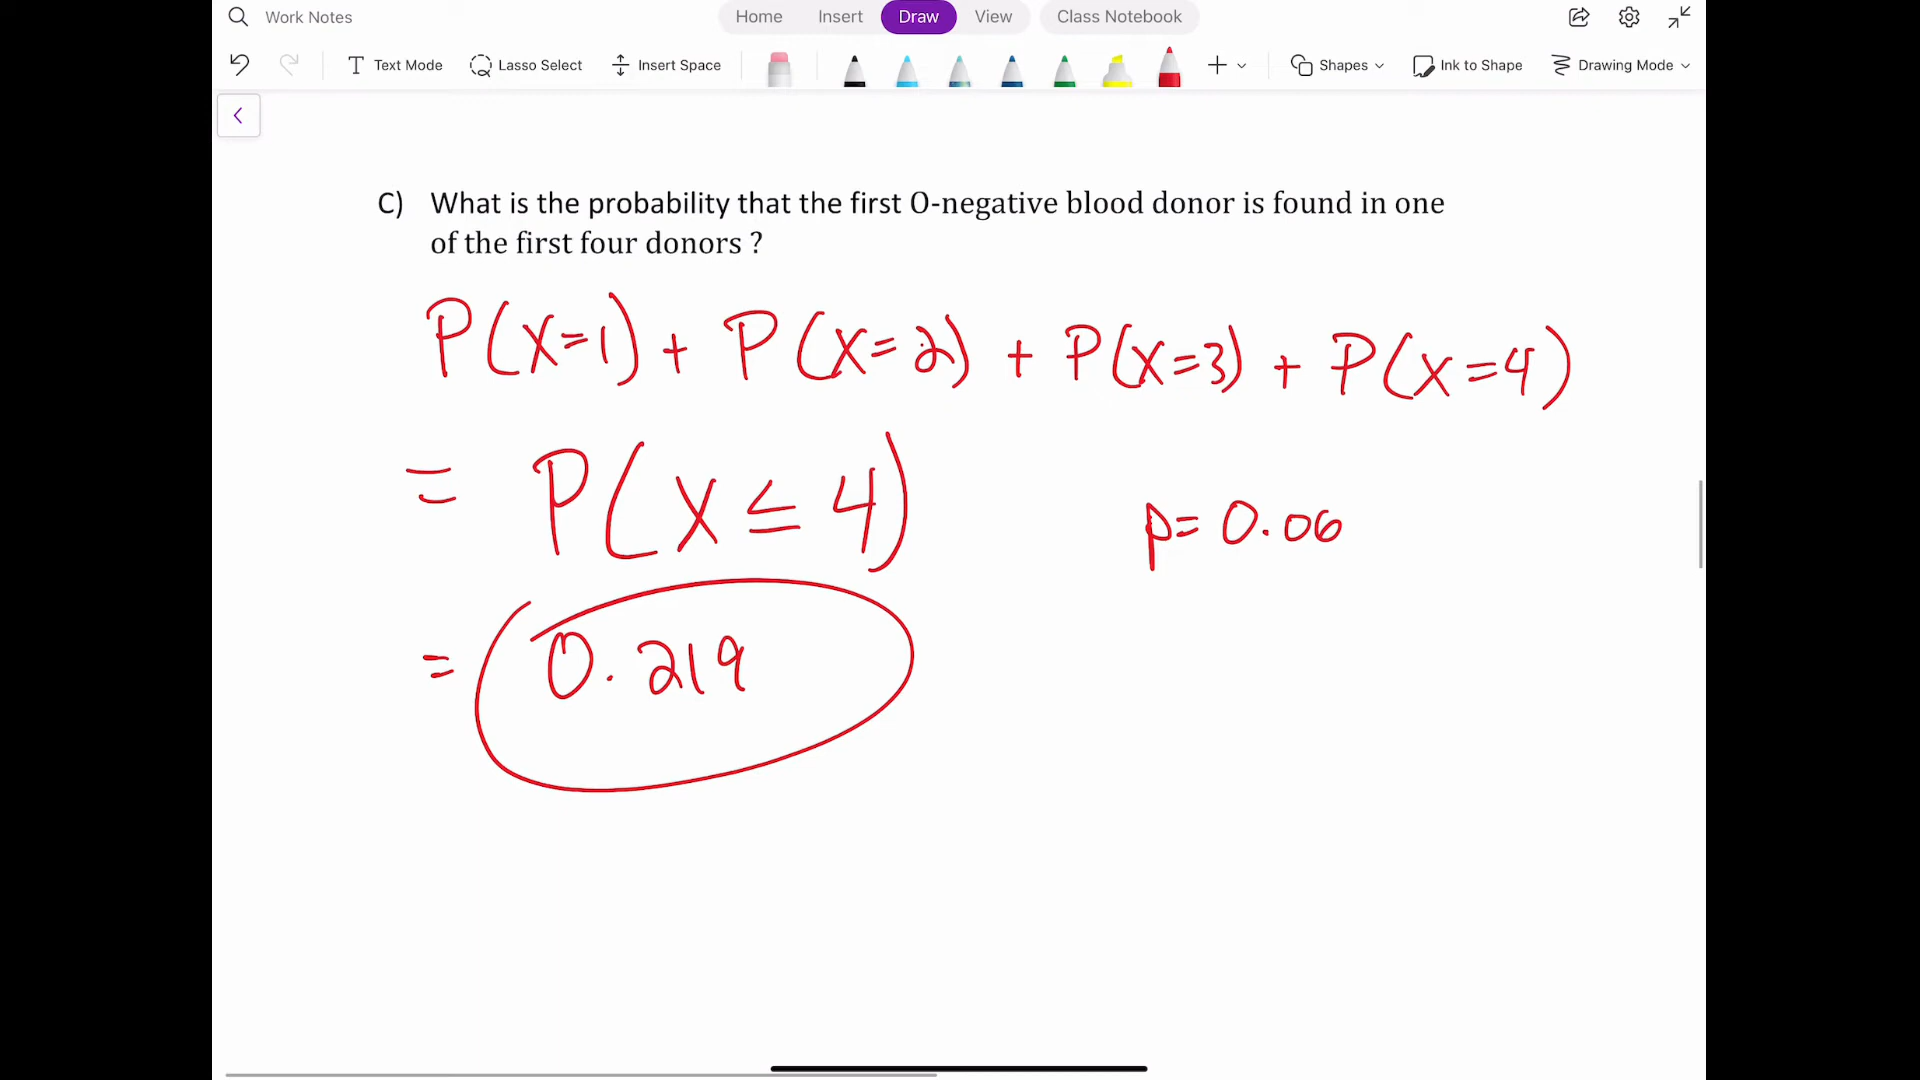 Work Notes
Home Insert Draw View Class Notebook
Text Mode Lasso Select Insert Space Shapes Ink to Shape Drawing Mode
C) What is the probability that the first O-negative blood donor is found in one
of the first four donors ?
P(X=1) + P(X=2) + P(X=3) + P(X=4)
= P(X ≤ 4)
p= 0.06
= 0.219